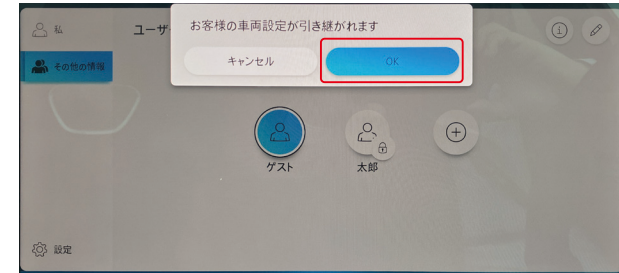 お客様の車両設定が引き継がれます
私
ユーザ
キャンセル
OK
その他の情報
ゲスト
太郎
設定